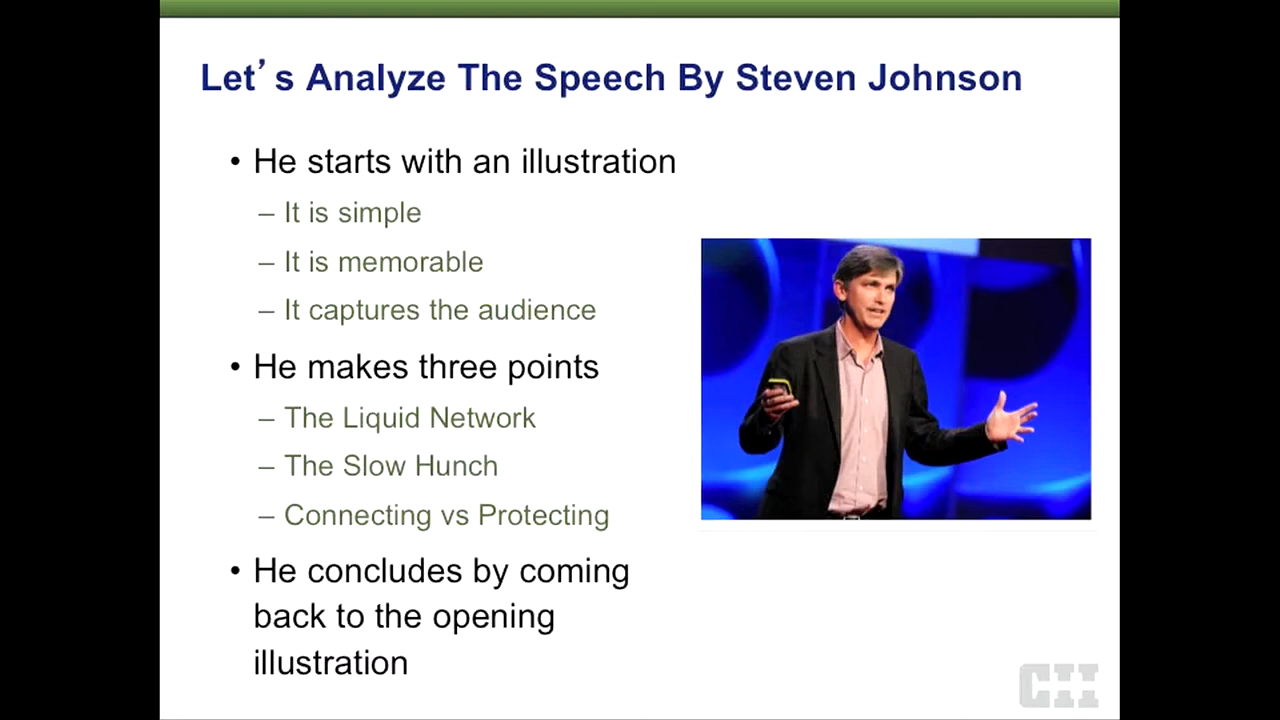 Let's Analyze The Speech By Steven Johnson
• He starts with an illustration
– It is simple
– It is memorable
– It captures the audience
• He makes three points
– The Liquid Network
– The Slow Hunch
– Connecting vs Protecting
• He concludes by coming
back to the opening
illustration
CII